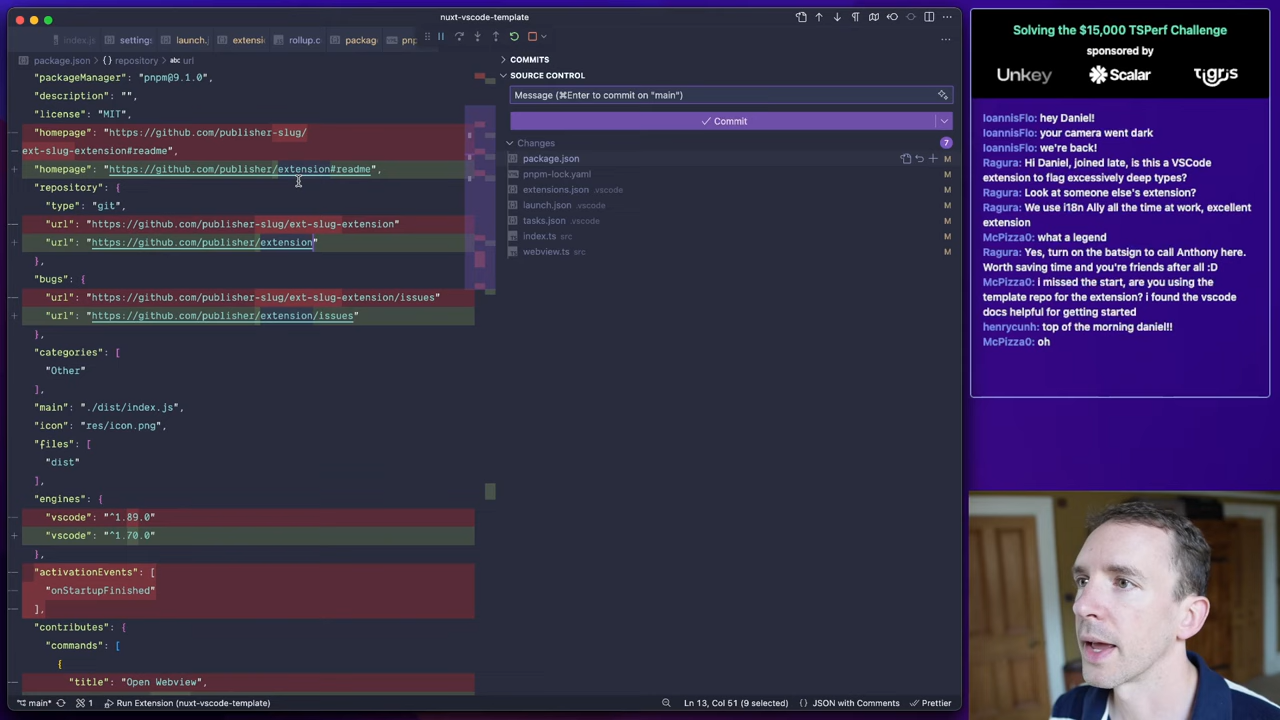 nuxt-vscode-template
index.js
setting:
launch.
extensi
rollup.c
packag
pnp
package.json
repository
abc
url
"packageManager": "pnpm@9.1.0",
"description": "",
"license": "MIT",
"homepage": "https://github.com/publisher-slug/
ext-slug-extension#readme",
"homepage": "https://github.com/publisher/extension#readme",
"repository": {
"type": "git",
"url": "https://github.com/publisher-slug/ext-slug-extension"
"url": "https://github.com/publisher/extension"
},
"bugs": {
"url": "https://github.com/publisher-slug/ext-slug-extension/issues"
"url": "https://github.com/publisher/extension/issues"
},
"categories": [
"Other"
],
"main": "./dist/index.js",
"icon": "res/icon.png",
"files": [
"dist"
],
"engines": {
"vscode": "^1.89.0"
"vscode": "^1.70.0"
},
"activationEvents": [
"onStartupFinished"
],
"contributes": {
"commands": [
{
"title": "Open Webview",
COMMITS
SOURCE CONTROL
Message (⌘Enter to commit on "main")
Commit
Changes
7
package.json
M
pnpm-lock.yaml
M
extensions.json .vscode
M
launch.json .vscode
M
tasks.json .vscode
M
index.ts src
M
webview.ts src
M
main*
1
Run Extension (nuxt-vscode-template)
Ln 13, Col 51 (9 selected)
{} JSON with Comments
Prettier
Solving the $15,000 TSPerf Challenge
sponsored by
Unkey
Scalar
tigris
IoannisFlo: hey Daniel!
IoannisFlo: your camera went dark
IoannisFlo: we're back!
Ragura: Hi Daniel, joined late, is this a VSCode
extension to flag excessively deep types?
Ragura: Look at someone else's extension?
Ragura: We use i18n Ally all the time at work, excellent
extension
McPizza0: what a legend
Ragura: Yes, turn on the batsign to call Anthony here.
Worth saving time and you're friends after all :D
McPizza0: i missed the start, are you using the
template repo for the extension? i found the vscode
docs helpful for getting started
henrycunh: top of the morning daniel!!
McPizza0: oh